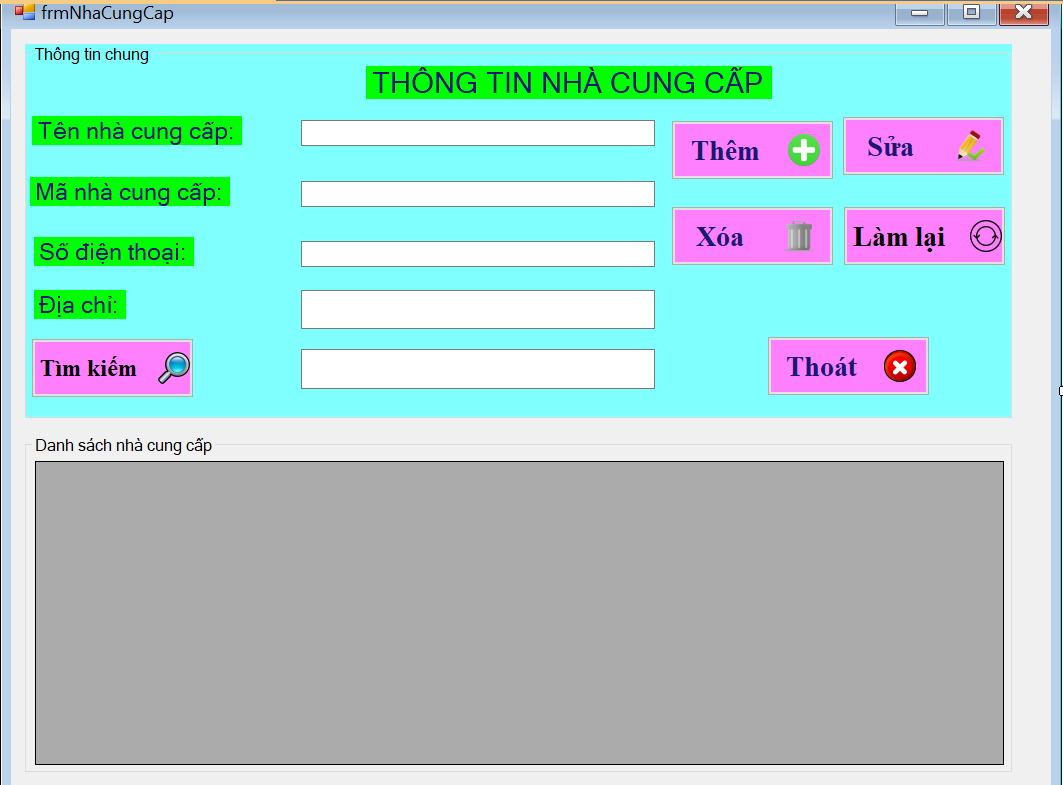 frmNhaCungCap
Thông tin chung
THÔNG TIN NHÀ CUNG CẤP
Tên nhà cung cấp:
Thêm
Sửa
Mã nhà cung cấp:
Xóa
Làm lại
Số điện thoại:
Địa chỉ:
Tìm kiếm
Thoát
Danh sách nhà cung cấp